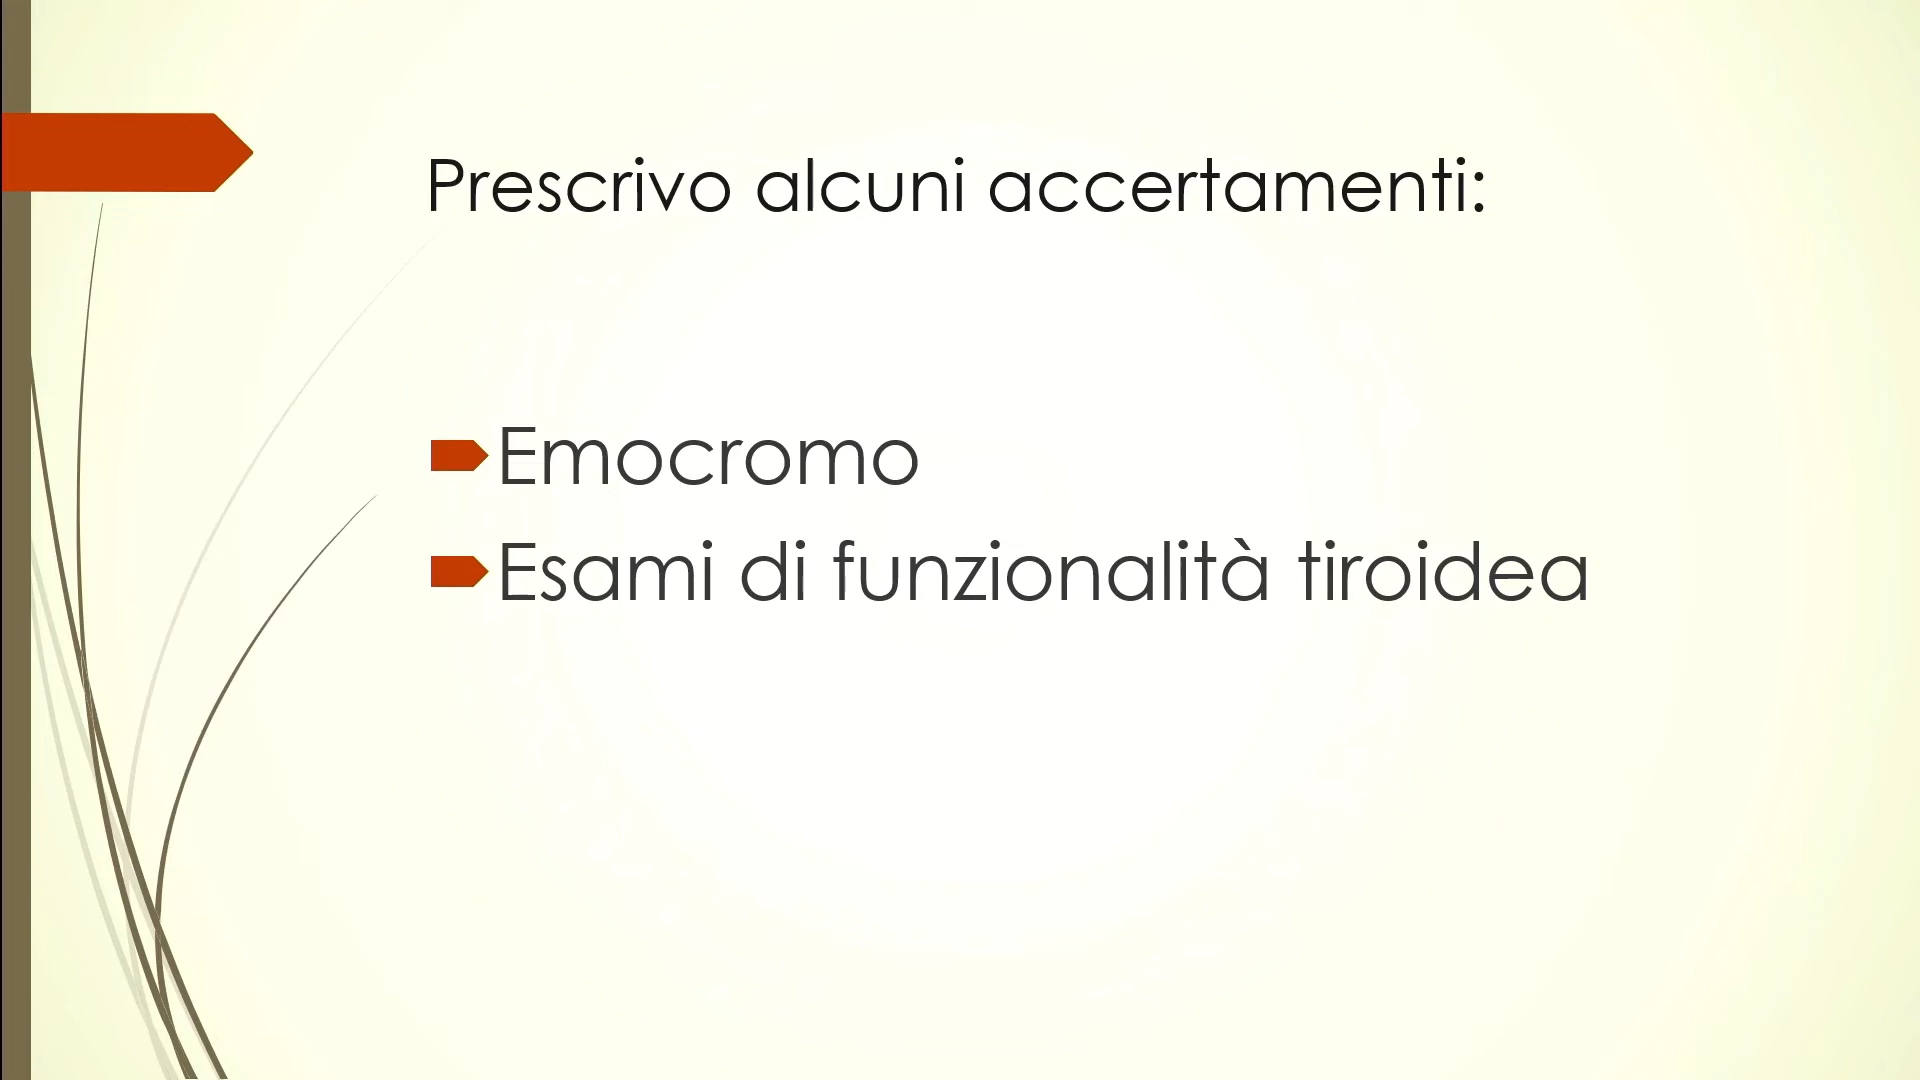 Prescrivo alcuni accertamenti:
Emocromo
Esami di funzionalità tiroidea